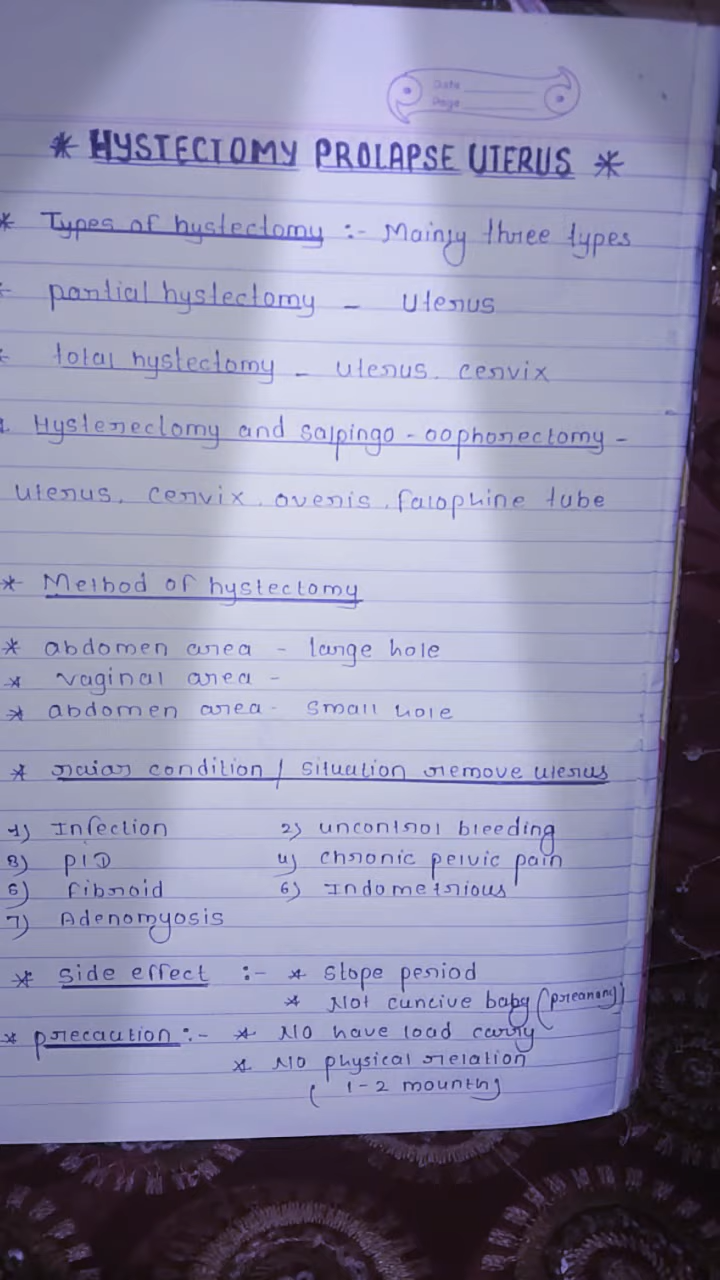 Date
Page
* HYSTECTOMY PROLAPSE UTERUS *
* Types of hystectomy :- Mainjy three types
partial hystectomy - Uterus
total hystectomy - uterus. cervix
Hysterectomy and salpingo - oophorectomy -
uterus. cervix. overis. falophine tube
* Method of hystectomy
* abdomen area - large hole
* vaginal area -
* abdomen area - small hole
* condition / situation remove uterus
1) Infection 2) uncontrol bleeding
3) PID 4) chronic pelvic pain
5) fibroid 6) Indometrious
7) Adenomyosis
* side effect :- * Stope period
* Not cuncive baby (preanancy)
* precaution :- * No have load carry
* No physical relation
( 1-2 mounth)